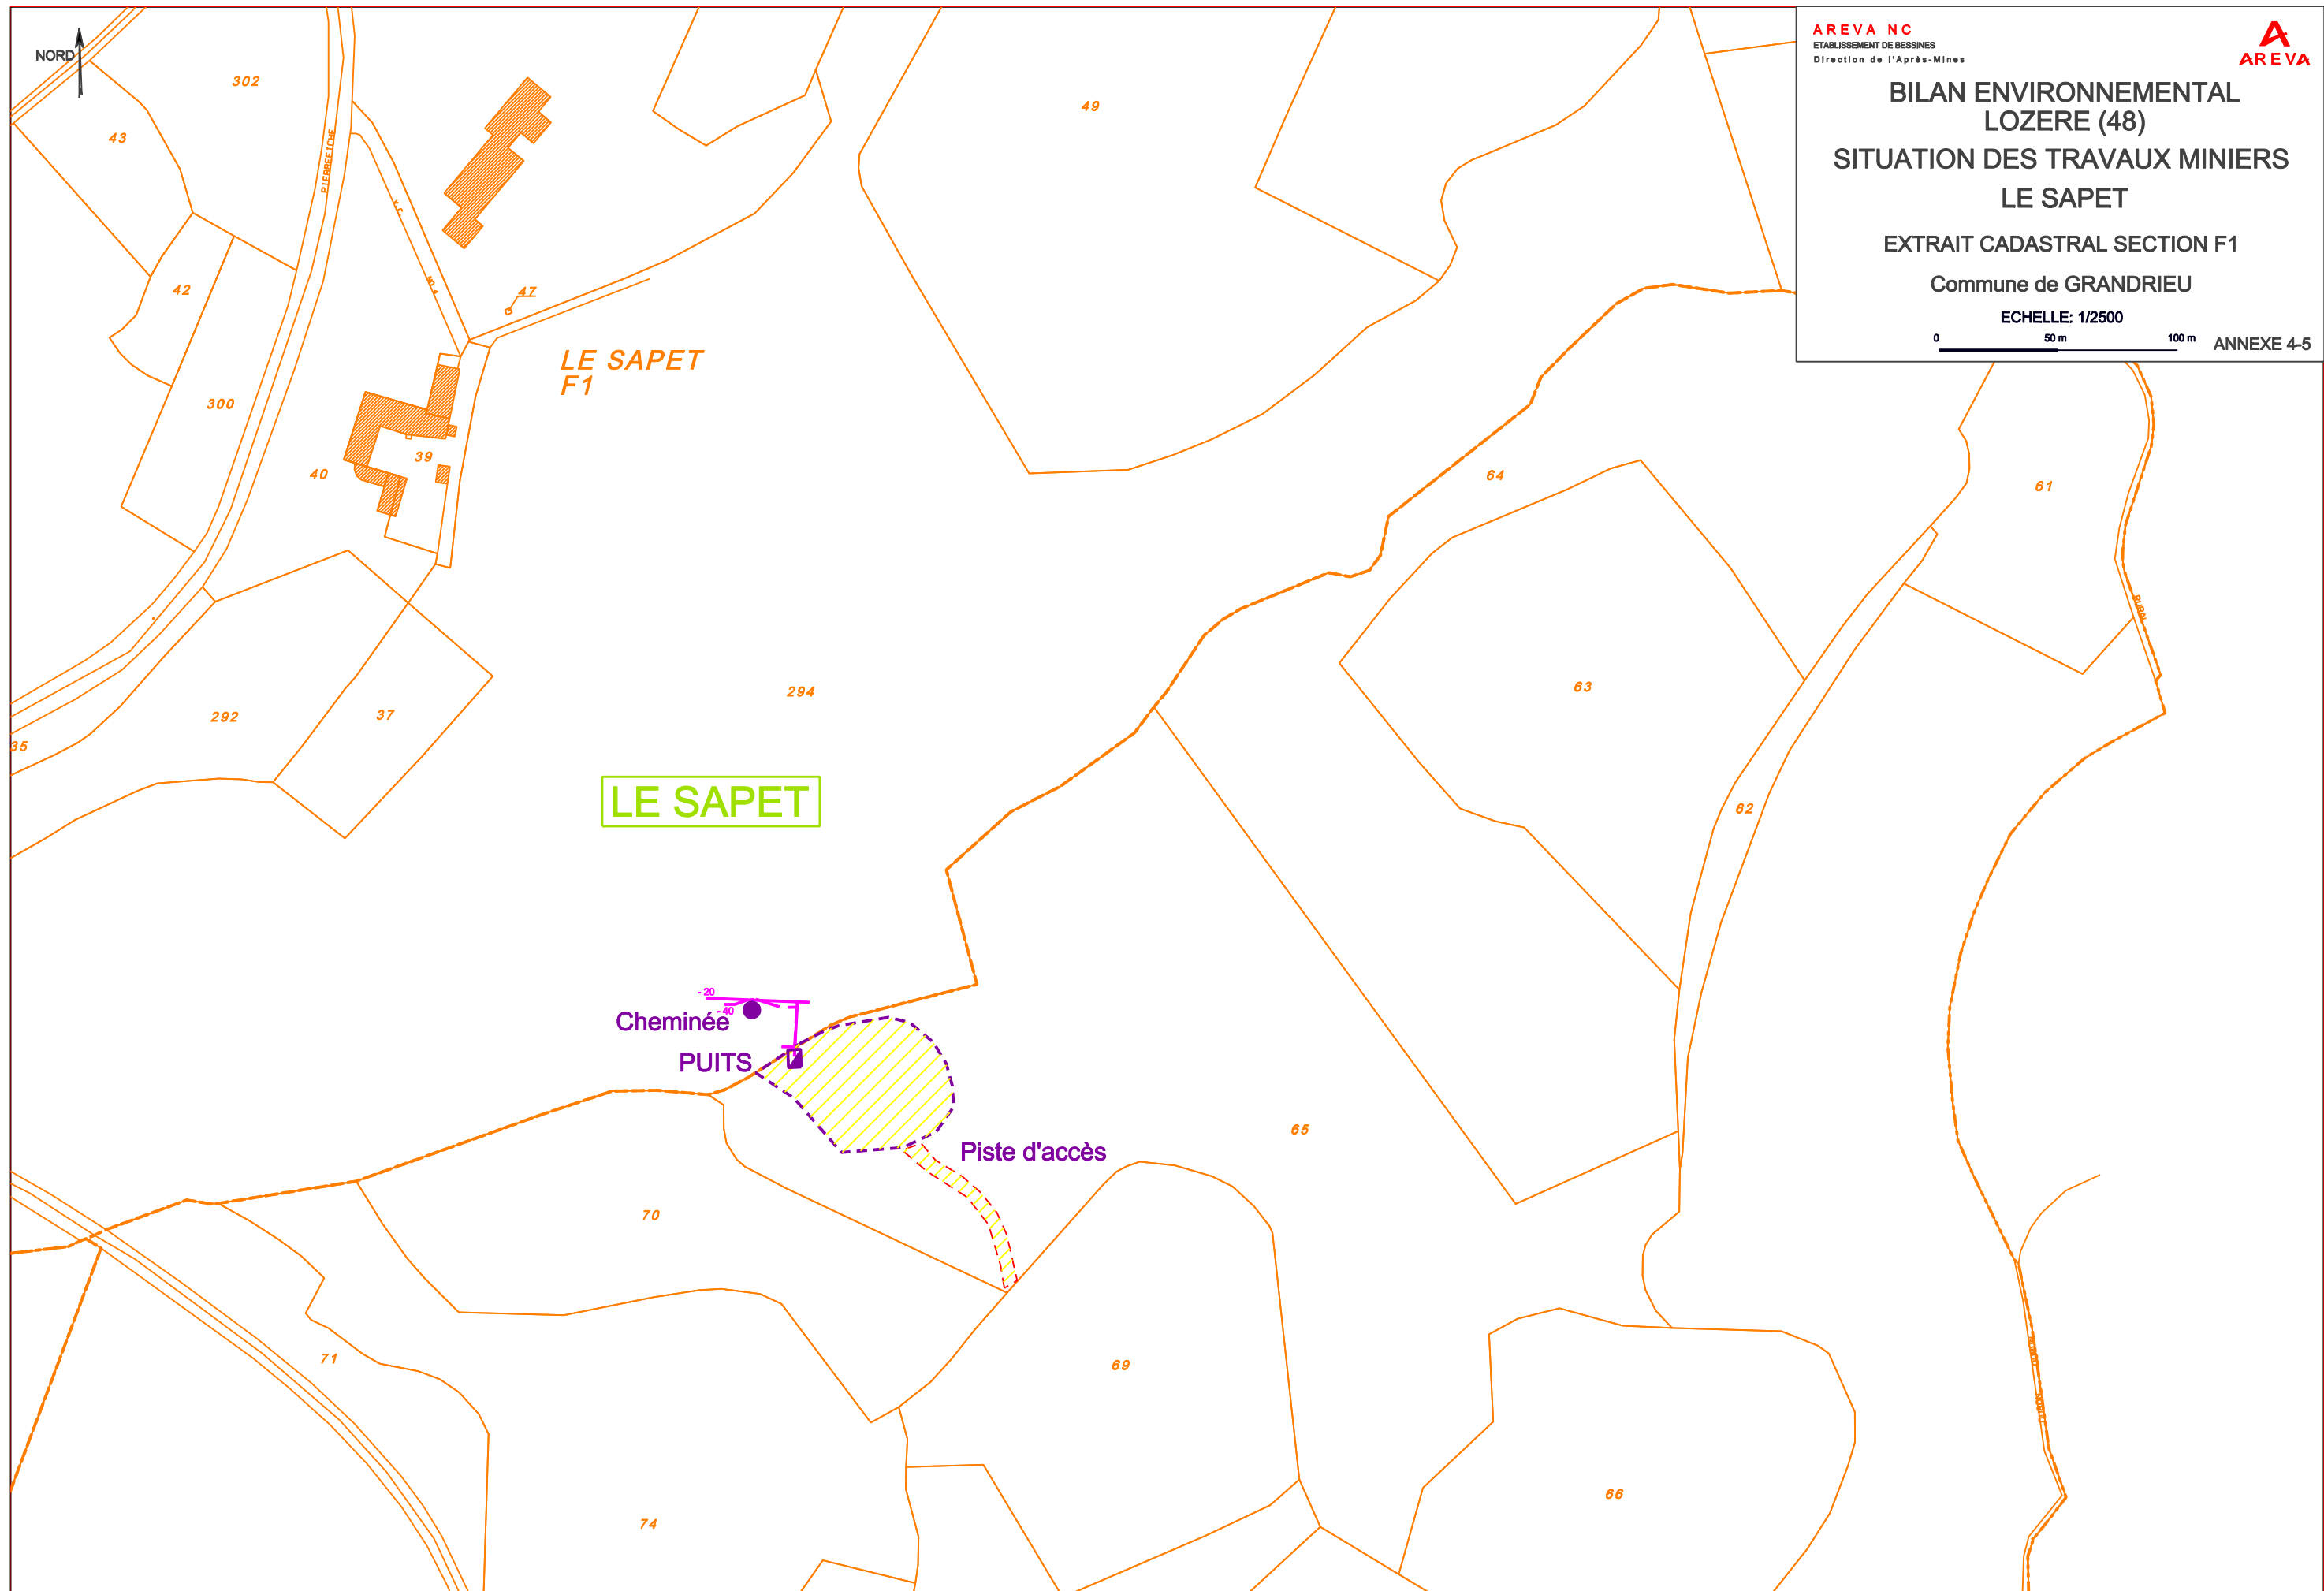 NORD
AREVA NC
ETABLISSEMENT DE BESSINES
Direction de l'Après-Mines
AREVA
BILAN ENVIRONNEMENTAL
LOZERE (48)
SITUATION DES TRAVAUX MINIERS
LE SAPET
EXTRAIT CADASTRAL SECTION F1
Commune de GRANDRIEU
ECHELLE: 1/2500
0 50 m 100 m
ANNEXE 4-5
302
43
49
PIERREFICHE
V.C.
42
47
LE SAPET
F1
300
39
40
64
61
RURAL
294
63
292
37
35
LE SAPET
62
- 20
- 40
Cheminée
PUITS
65
Piste d'accès
70
71
69
66
74